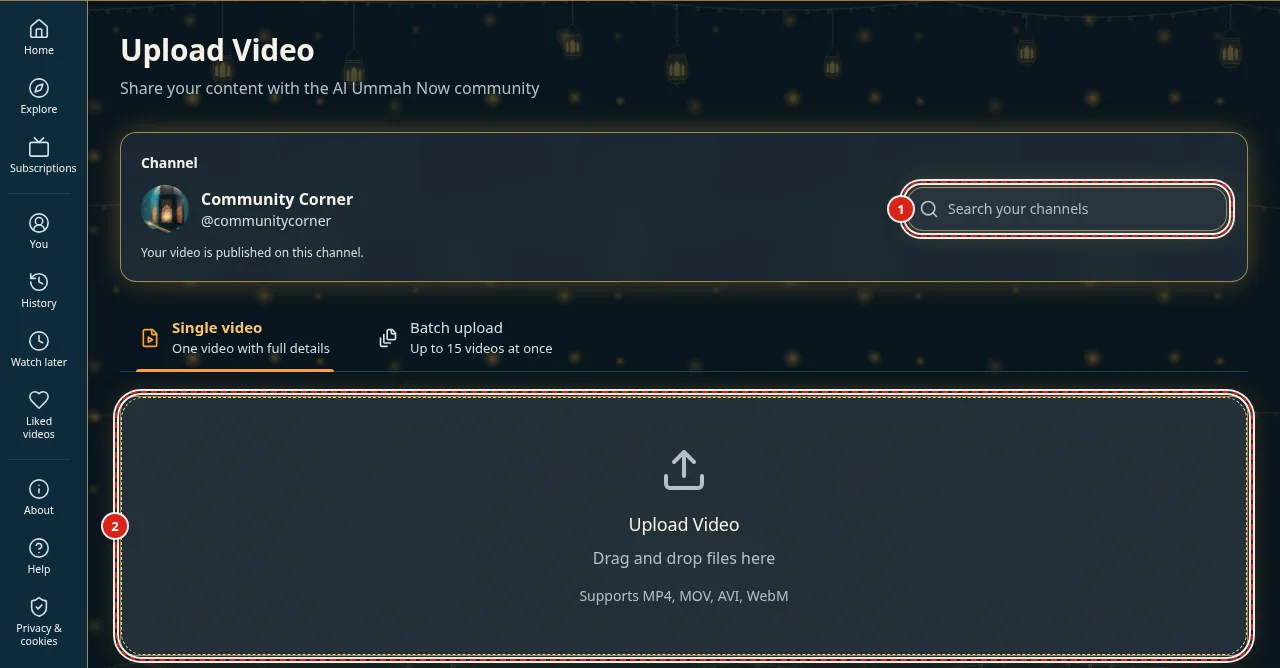 Home
Explore
Subscriptions
You
History
Watch later
Liked
videos
About
Help
Privacy &
cookies
Upload Video
Share your content with the Al Ummah Now community
Channel
Community Corner
@communitycorner
Your video is published on this channel.
1
Search your channels
Single video
One video with full details
Batch upload
Up to 15 videos at once
2
Upload Video
Drag and drop files here
Supports MP4, MOV, AVI, WebM